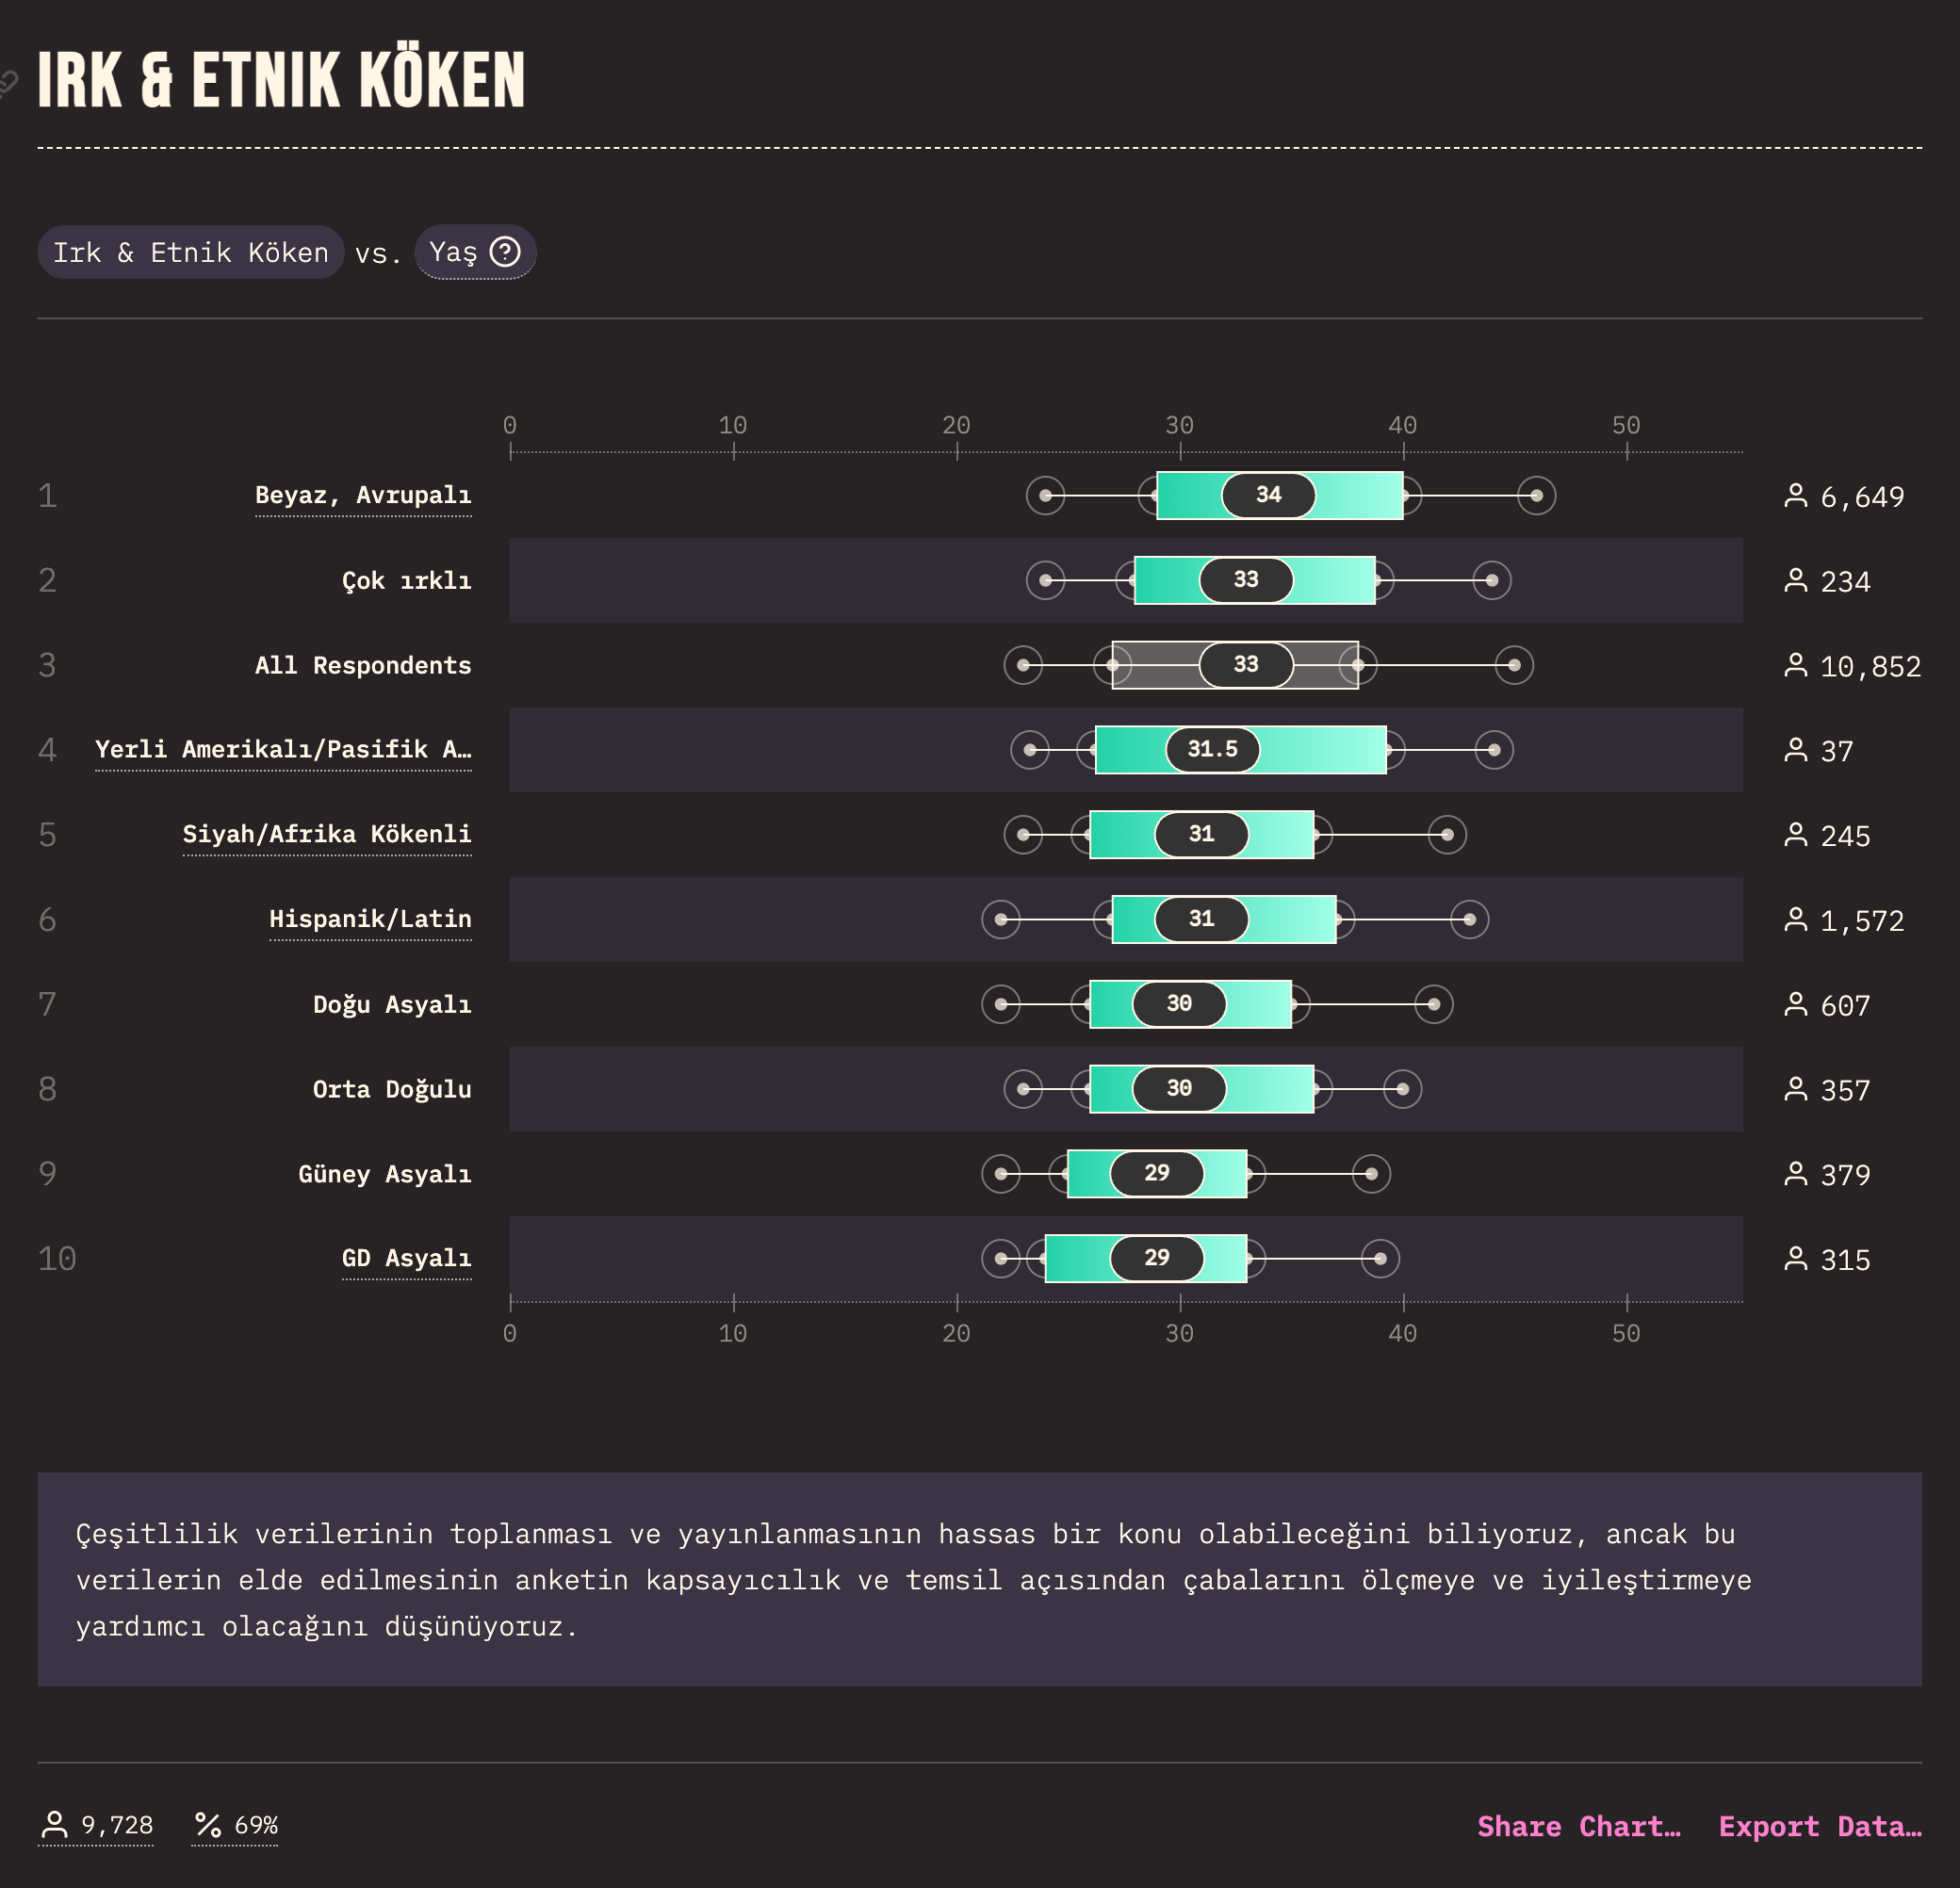 IRK & ETNIK KÖKEN
Irk & Etnik Köken vs. Yaş
0 10 20 30 40 50
1 Beyaz, Avrupalı 34 6,649
2 Çok ırklı 33 234
3 All Respondents 33 10,852
4 Yerli Amerikalı/Pasifik A… 31.5 37
5 Siyah/Afrika Kökenli 31 245
6 Hispanik/Latin 31 1,572
7 Doğu Asyalı 30 607
8 Orta Doğulu 30 357
9 Güney Asyalı 29 379
10 GD Asyalı 29 315
0 10 20 30 40 50
Çeşitlilik verilerinin toplanması ve yayınlanmasının hassas bir konu olabileceğini biliyoruz, ancak bu
verilerin elde edilmesinin anketin kapsayıcılık ve temsil açısından çabalarını ölçmeye ve iyileştirmeye
yardımcı olacağını düşünüyoruz.
9,728 69% Share Chart… Export Data…